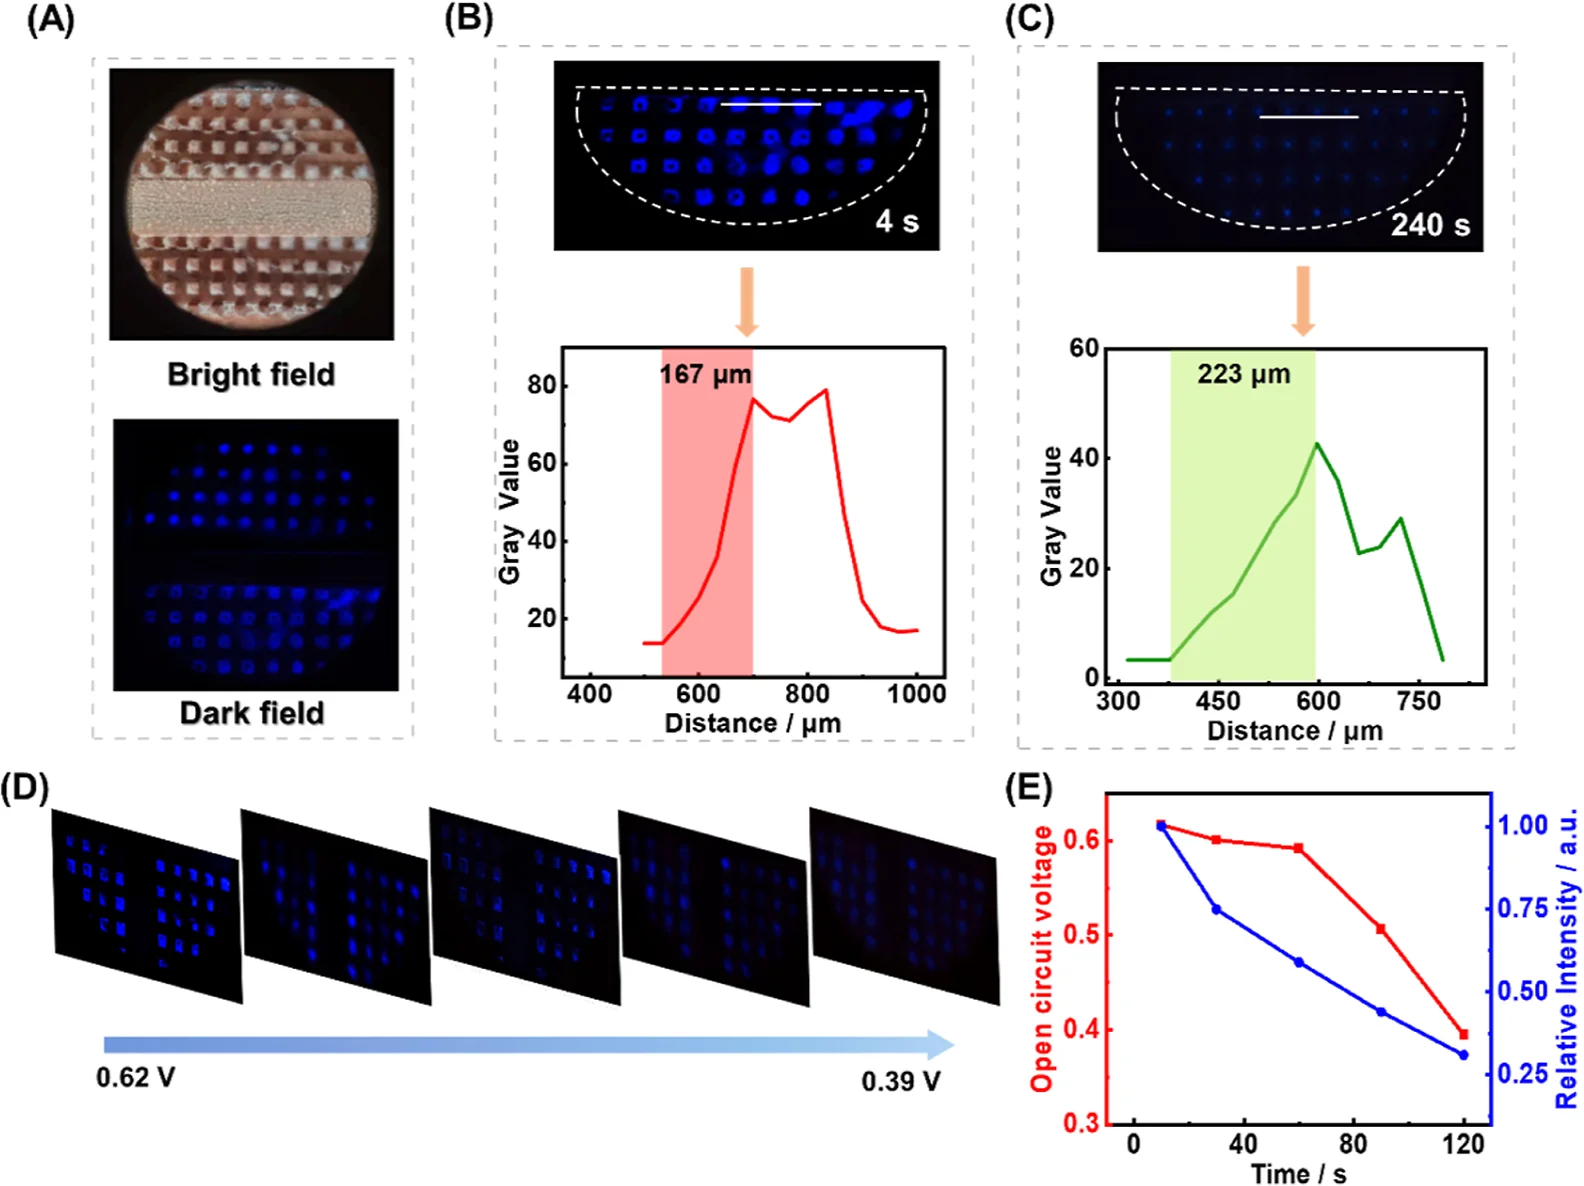 (A)
Bright field
Dark field
(B)
4 s
167 μm
80
60
40
20
Gray Value
400 600 800 1000
Distance / μm
(C)
240 s
223 μm
60
40
20
0
Gray Value
300 450 600 750
Distance / μm
(D)
0.62 V
0.39 V
(E)
0.6
0.5
0.4
0.3
Open circuit voltage
1.00
0.75
0.50
0.25
Relative Intensity / a.u.
0 40 80 120
Time / s